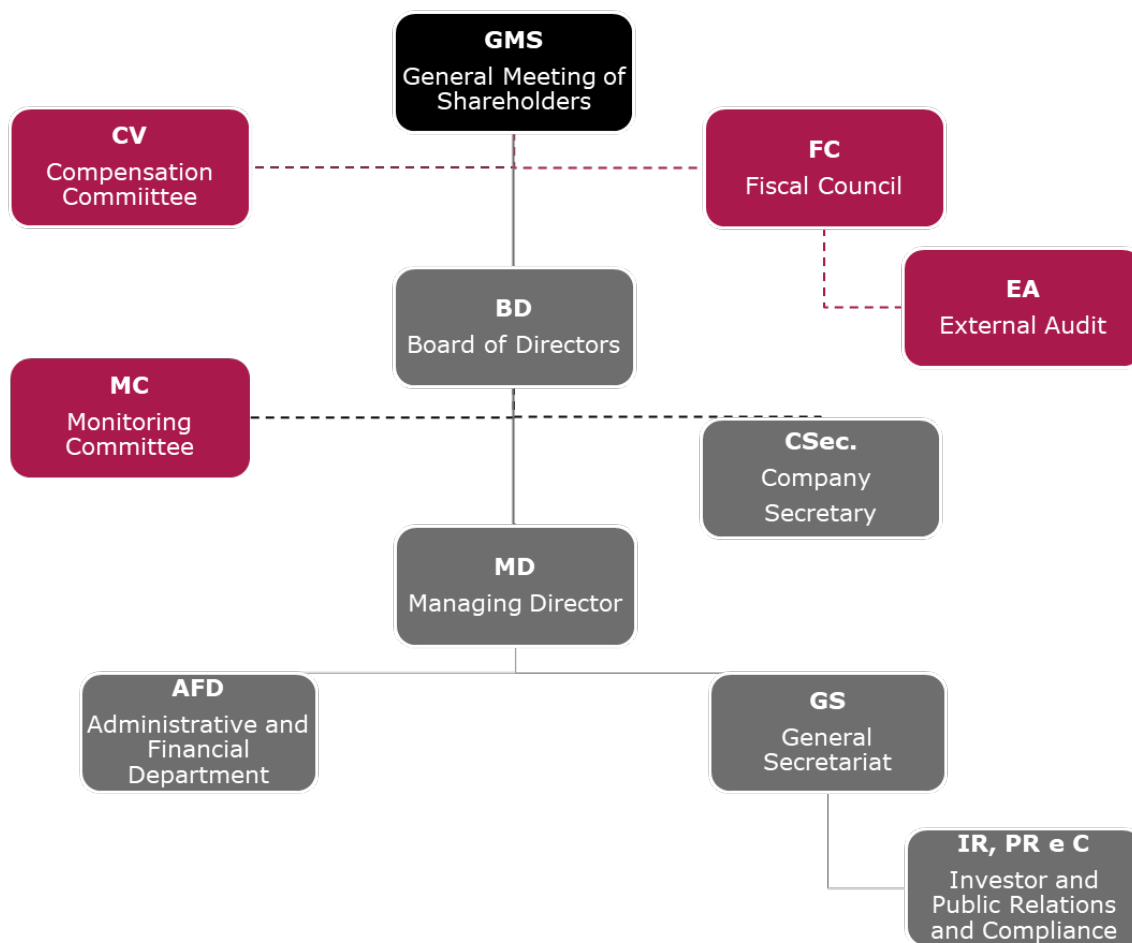 GMS
General Meeting of
Shareholders
CV
Compensation
Commiittee
FC
Fiscal Council
EA
External Audit
BD
Board of Directors
MC
Monitoring
Committee
CSec.
Company
Secretary
MD
Managing Director
AFD
Administrative and
Financial
Department
GS
General
Secretariat
IR, PR e C
Investor and
Public Relations
and Compliance